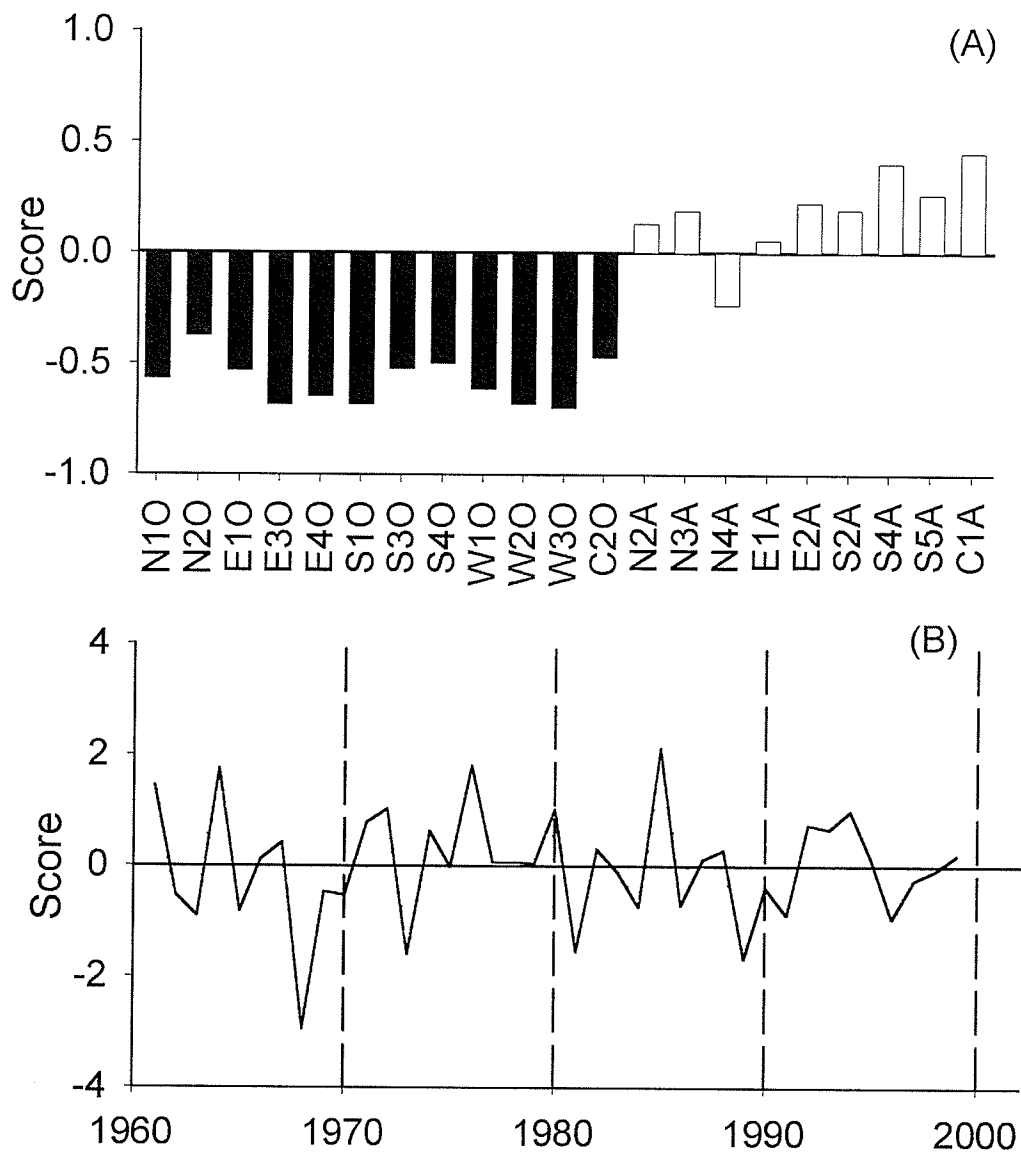 1.0
(A)
0.5
0.0
-0.5
-1.0
Score
N1O
N2O
E1O
E3O
E4O
S1O
S3O
S4O
W1O
W2O
W3O
C2O
N2A
N3A
N4A
E1A
E2A
S2A
S4A
S5A
C1A
4
(B)
2
0
-2
-4
Score
1960
1970
1980
1990
2000